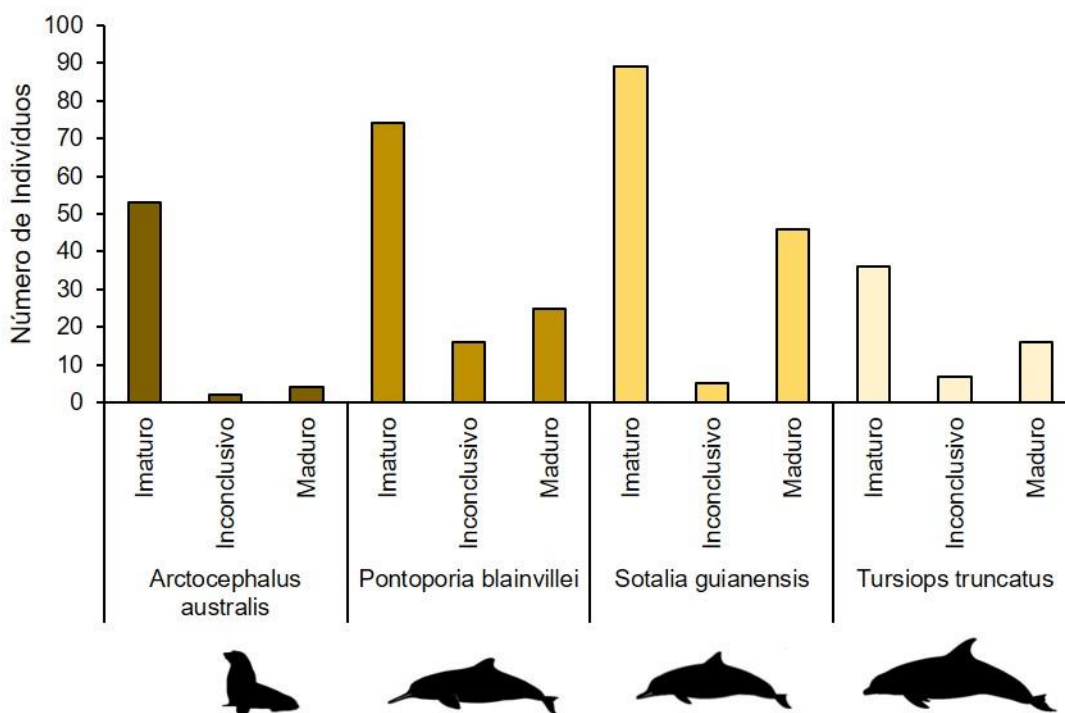 Número de Indivíduos
100
90
80
70
60
50
40
30
20
10
0
Imaturo
Inconclusivo
Maduro
Imaturo
Inconclusivo
Maduro
Imaturo
Inconclusivo
Maduro
Imaturo
Inconclusivo
Maduro
Arctocephalus
australis
Pontoporia blainvillei
Sotalia guianensis
Tursiops truncatus